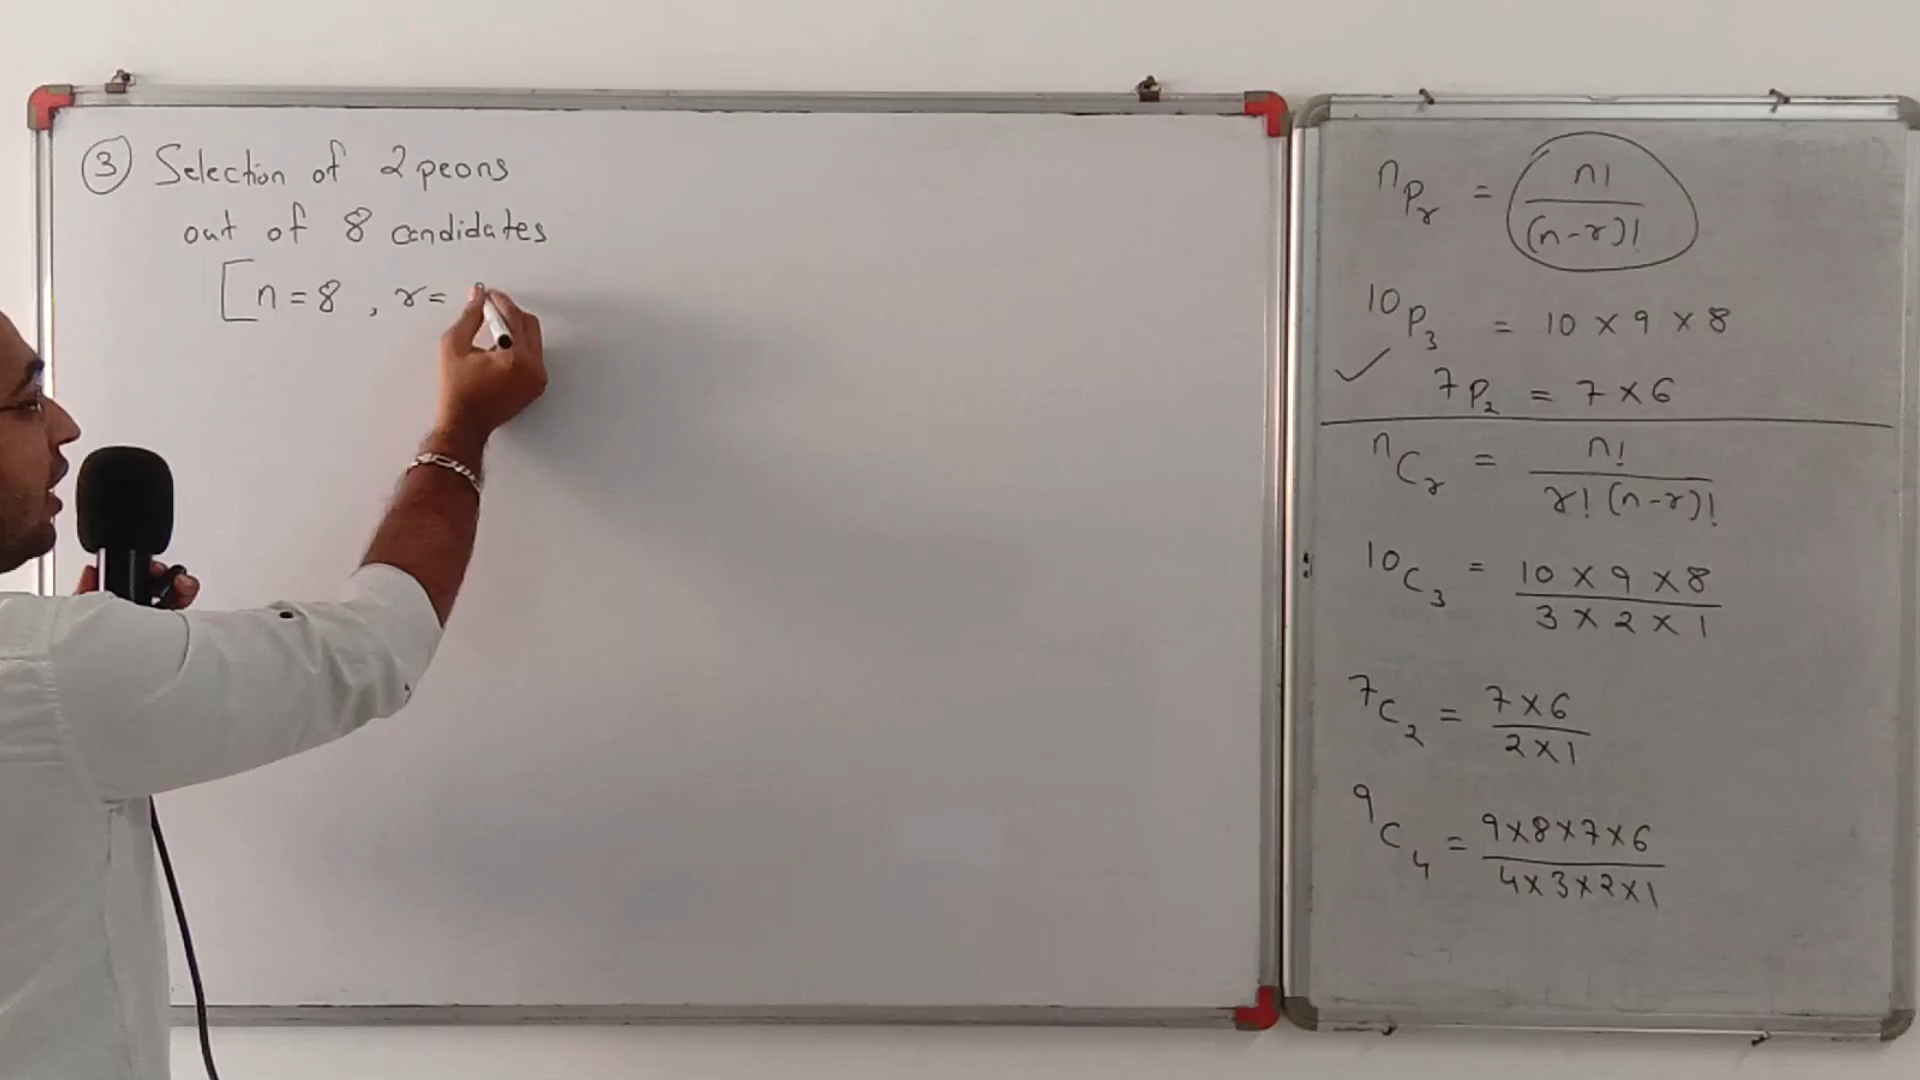 ③ Selection of 2 peons
out of 8 candidates
[n = 8 , r =
nPr = n! / (n-r)!
10P3 = 10 × 9 × 8
✓ 7P2 = 7 × 6
nCr = n! / r! (n-r)!
10C3 = 10 × 9 × 8 / 3 × 2 × 1
7C2 = 7 × 6 / 2 × 1
9C4 = 9 × 8 × 7 × 6 / 4 × 3 × 2 × 1